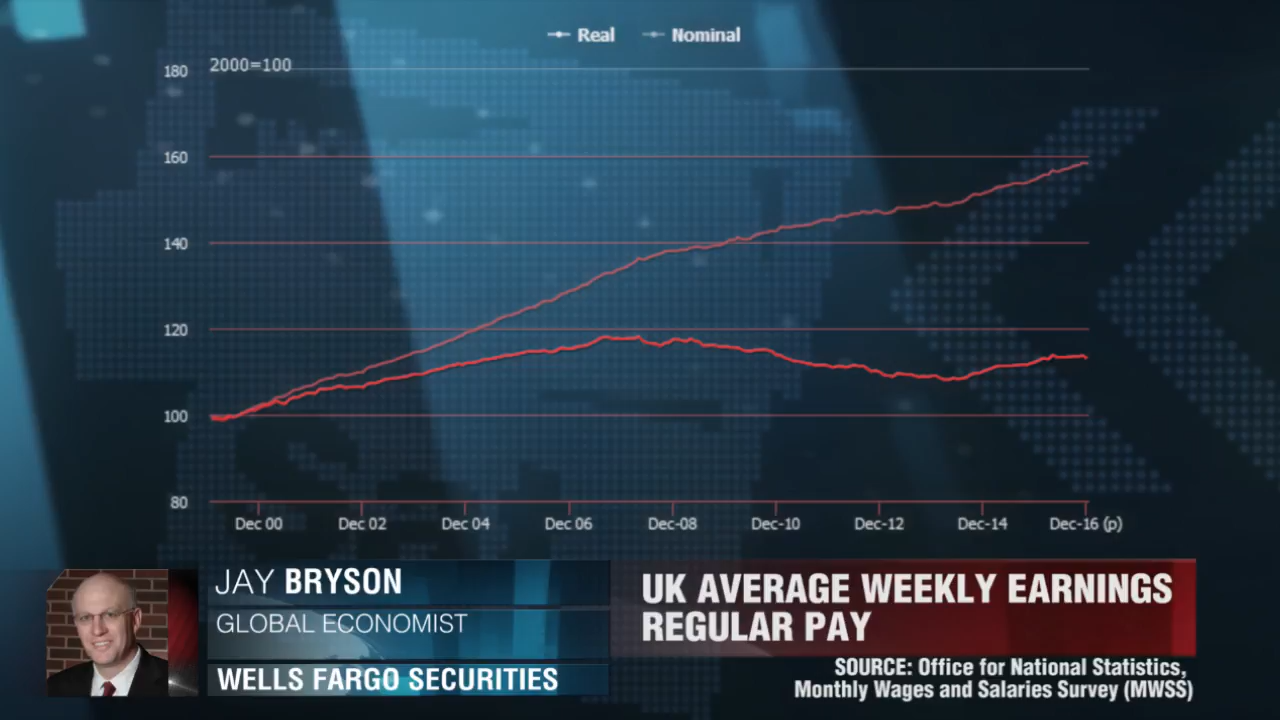 Real Nominal
2000=100
180
160
140
120
100
80
Dec 00 Dec 02 Dec 04 Dec 06 Dec-08 Dec-10 Dec-12 Dec-14 Dec-16 (p)
JAY BRYSON
GLOBAL ECONOMIST
WELLS FARGO SECURITIES
UK AVERAGE WEEKLY EARNINGS
REGULAR PAY
SOURCE: Office for National Statistics,
Monthly Wages and Salaries Survey (MWSS)